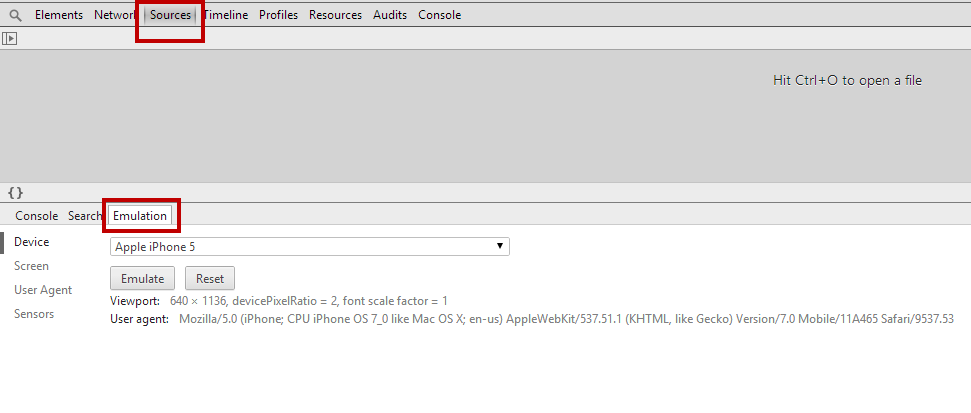 Elements Network Sources Timeline Profiles Resources Audits Console
Hit Ctrl+O to open a file
{ }
Console Search Emulation
Device
Apple iPhone 5
Screen
Emulate Reset
User Agent
Viewport: 640 × 1136, devicePixelRatio = 2, font scale factor = 1
Sensors
User agent: Mozilla/5.0 (iPhone; CPU iPhone OS 7_0 like Mac OS X; en-us) AppleWebKit/537.51.1 (KHTML, like Gecko) Version/7.0 Mobile/11A465 Safari/9537.53